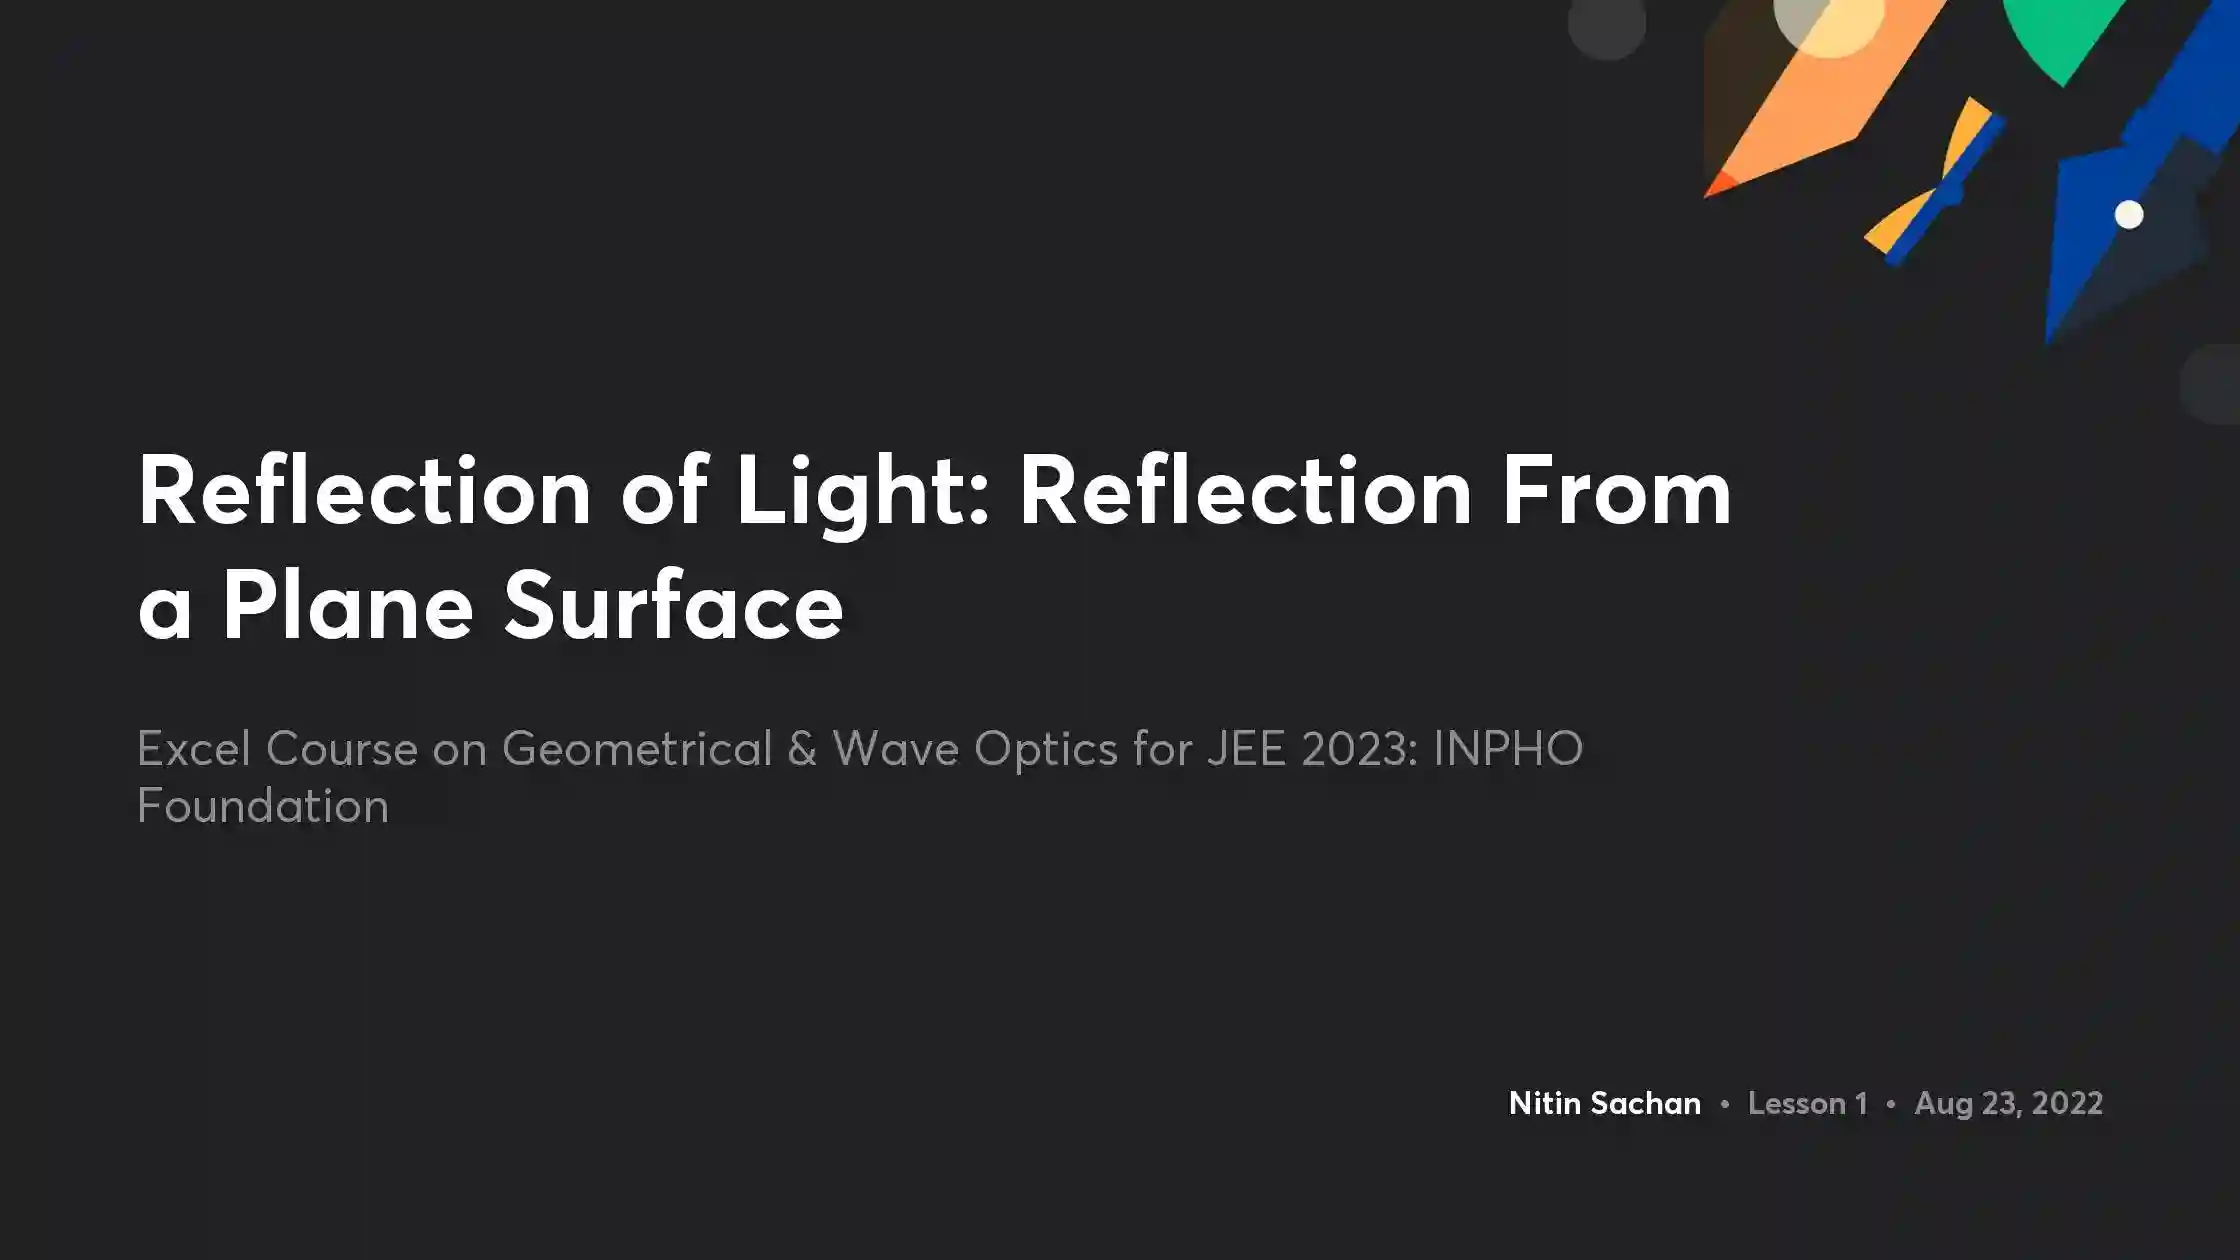 Reflection of Light: Reflection From
a Plane Surface
Excel Course on Geometrical & Wave Optics for JEE 2023: INPHO
Foundation
Nitin Sachan • Lesson 1 • Aug 23, 2022